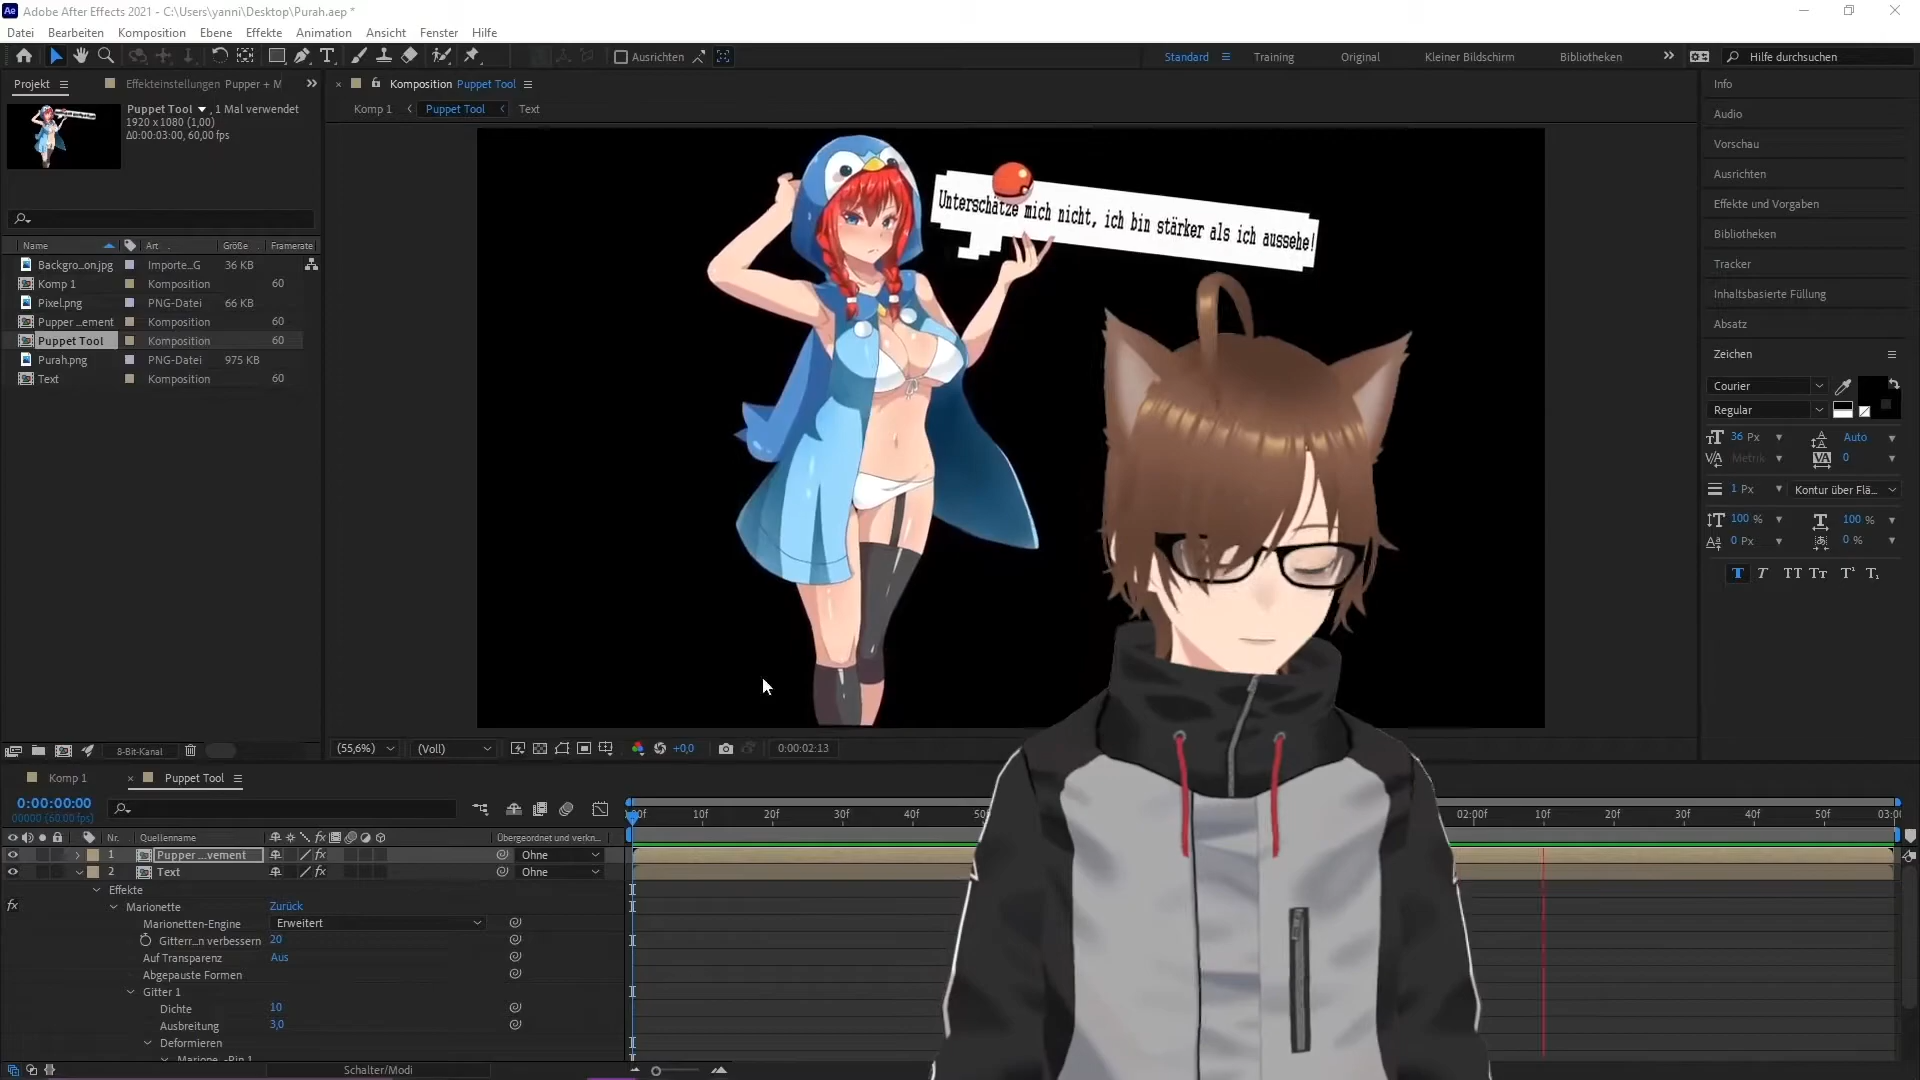 Adobe After Effects 2021 - C:\Users\yanni\Desktop\Purah.aep *
Datei Bearbeiten Komposition Ebene Effekte Animation Ansicht Fenster Hilfe
Ausrichten
Standard Training Original Kleiner Bildschirm Bibliotheken Hilfe durchsuchen
Projekt Effekteinstellungen Pupper + M
Puppet Tool , 1 Mal verwendet
1920 x 1080 (1,00)
Δ0:00:03:00, 60,00 fps
Name Art Größe Framerate
Backgro...on.jpg Importe...G 36 KB
Komp 1 Komposition 60
Pixel.png PNG-Datei 66 KB
Pupper ...ement Komposition 60
Puppet Tool Komposition 60
Purah.png PNG-Datei 975 KB
Text Komposition 60
8-Bit-Kanal
Komposition Puppet Tool
Komp 1 Puppet Tool Text
Unterschätze mich nicht, ich bin stärker als ich aussehe!
(55,6%) (Voll) +0,0 0:00:02:13
Info
Audio
Vorschau
Ausrichten
Effekte und Vorgaben
Bibliotheken
Tracker
Inhaltsbasierte Füllung
Absatz
Zeichen
Courier
Regular
36 Px Auto
Metrik 0
1 Px Kontur über Flä...
100 % 100 %
0 Px 0 %
T T TT Tt T¹ T₁
Komp 1 Puppet Tool
0:00:00:00
00000 (60.00 fps)
Nr. Quellenname Übergeordnet und verkn...
1 Pupper ...vement Ohne
2 Text Ohne
Effekte
Marionette Zurück
Marionetten-Engine Erweitert
Gitterr...n verbessern 20
Auf Transparenz Aus
Abgepauste Formen
Gitter 1
Dichte 10
Ausbreitung 3,0
Deformieren
Schalter/Modi
10f 20f 30f 40f 02:00f 10f 20f 30f 40f 50f